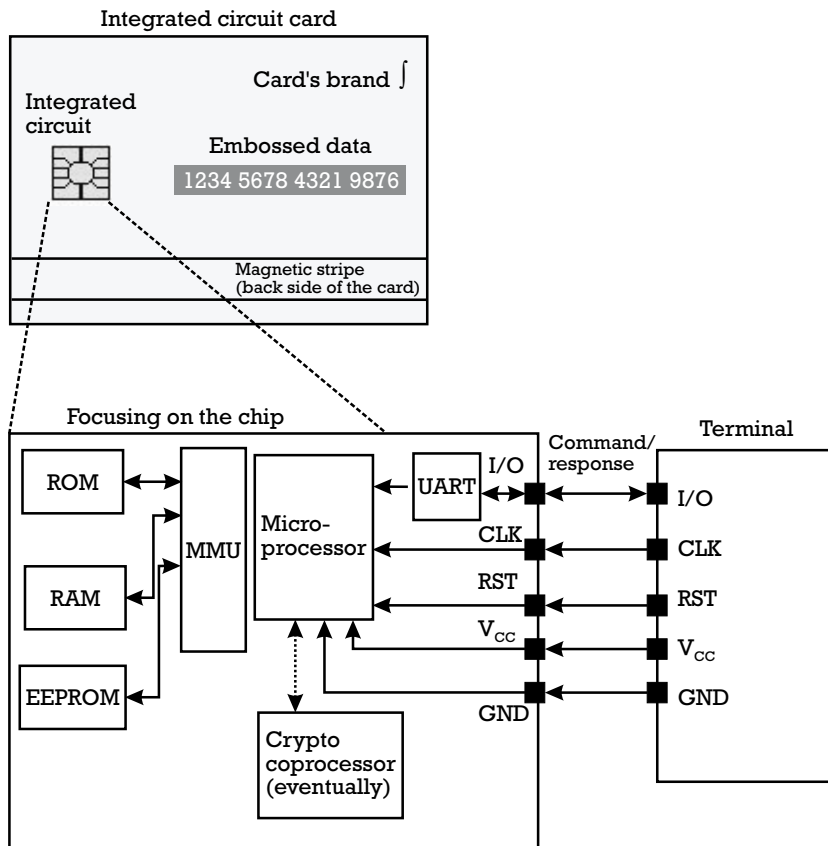 Integrated circuit card
Card's brand ∫
Integrated
circuit
Embossed data
1234 5678 4321 9876
Magnetic stripe
(back side of the card)
Focusing on the chip
Terminal
Command/
response
ROM
RAM
EEPROM
MMU
Micro-
processor
UART
I/O
CLK
RST
V_CC
GND
Crypto
coprocessor
(eventually)
I/O
CLK
RST
V_CC
GND